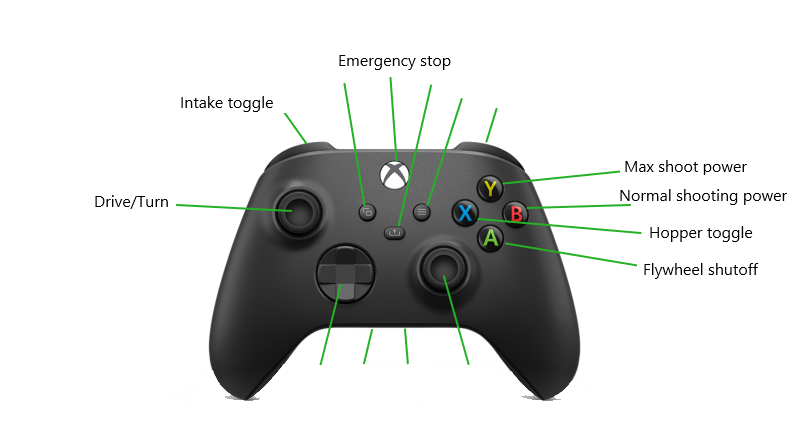 Emergency stop
Intake toggle
Max shoot power
Drive/Turn
Normal shooting power
Hopper toggle
Flywheel shutoff
Y
X
B
A